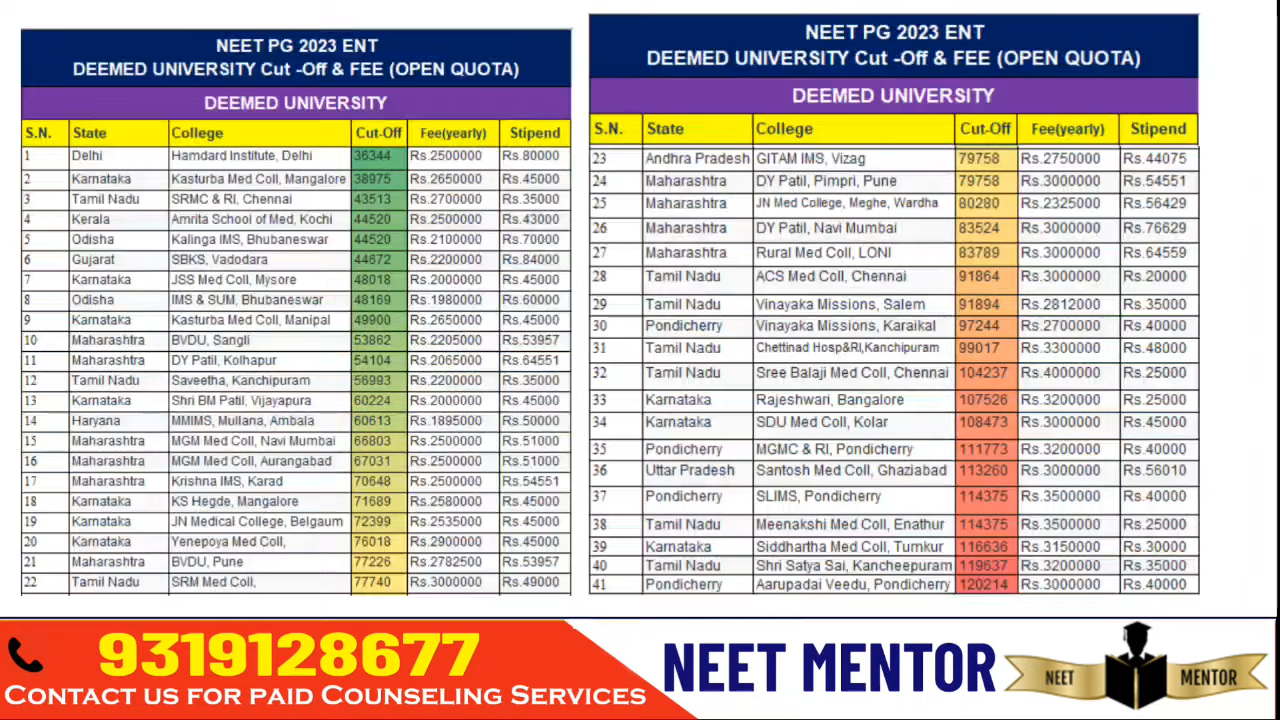 NEET PG 2023 ENT
DEEMED UNIVERSITY Cut -Off & FEE (OPEN QUOTA)
DEEMED UNIVERSITY
S.N. State College Cut-Off Fee(yearly) Stipend
1 Delhi Hamdard Institute, Delhi 36344 Rs.2500000 Rs.80000
2 Karnataka Kasturba Med Coll, Mangalore 38975 Rs.2650000 Rs.45000
3 Tamil Nadu SRMC & RI, Chennai 43513 Rs.2700000 Rs.35000
4 Kerala Amrita School of Med, Kochi 44520 Rs.2500000 Rs.43000
5 Odisha Kalinga IMS, Bhubaneswar 44520 Rs.2100000 Rs.70000
6 Gujarat SBKS, Vadodara 44672 Rs.2200000 Rs.84000
7 Karnataka JSS Med Coll, Mysore 48018 Rs.2000000 Rs.45000
8 Odisha IMS & SUM, Bhubaneswar 48169 Rs.1980000 Rs.60000
9 Karnataka Kasturba Med Coll, Manipal 49900 Rs.2650000 Rs.45000
10 Maharashtra BVDU, Sangli 53862 Rs.2205000 Rs.53957
11 Maharashtra DY Patil, Kolhapur 54104 Rs.2065000 Rs.64551
12 Tamil Nadu Saveetha, Kanchipuram 56993 Rs.2200000 Rs.35000
13 Karnataka Shri BM Patil, Vijayapura 60224 Rs.2000000 Rs.45000
14 Haryana MMIMS, Mullana, Ambala 60613 Rs.1895000 Rs.50000
15 Maharashtra MGM Med Coll, Navi Mumbai 66803 Rs.2500000 Rs.51000
16 Maharashtra MGM Med Coll, Aurangabad 67031 Rs.2500000 Rs.51000
17 Maharashtra Krishna IMS, Karad 70648 Rs.2500000 Rs.54551
18 Karnataka KS Hegde, Mangalore 71689 Rs.2580000 Rs.45000
19 Karnataka JN Medical College, Belgaum 72399 Rs.2535000 Rs.45000
20 Karnataka Yenepoya Med Coll, 76018 Rs.2900000 Rs.45000
21 Maharashtra BVDU, Pune 77226 Rs.2782500 Rs.53957
22 Tamil Nadu SRM Med Coll, 77740 Rs.3000000 Rs.49000
NEET PG 2023 ENT
DEEMED UNIVERSITY Cut -Off & FEE (OPEN QUOTA)
DEEMED UNIVERSITY
S.N. State College Cut-Off Fee(yearly) Stipend
23 Andhra Pradesh GITAM IMS, Vizag 79758 Rs.2750000 Rs.44075
24 Maharashtra DY Patil, Pimpri, Pune 79758 Rs.3000000 Rs.54551
25 Maharashtra JN Med College, Meghe, Wardha 80280 Rs.2325000 Rs.56429
26 Maharashtra DY Patil, Navi Mumbai 83524 Rs.3000000 Rs.76629
27 Maharashtra Rural Med Coll, LONI 83789 Rs.3000000 Rs.64559
28 Tamil Nadu ACS Med Coll, Chennai 91864 Rs.3000000 Rs.20000
29 Tamil Nadu Vinayaka Missions, Salem 91894 Rs.2812000 Rs.35000
30 Pondicherry Vinayaka Missions, Karaikal 97244 Rs.2700000 Rs.40000
31 Tamil Nadu Chettinad Hosp&RI,Kanchipuram 99017 Rs.3300000 Rs.48000
32 Tamil Nadu Sree Balaji Med Coll, Chennai 104237 Rs.4000000 Rs.25000
33 Karnataka Rajeshwari, Bangalore 107526 Rs.3200000 Rs.25000
34 Karnataka SDU Med Coll, Kolar 108473 Rs.3000000 Rs.45000
35 Pondicherry MGMC & RI, Pondicherry 111773 Rs.3200000 Rs.40000
36 Uttar Pradesh Santosh Med Coll, Ghaziabad 113260 Rs.3000000 Rs.56010
37 Pondicherry SLIMS, Pondicherry 114375 Rs.3500000 Rs.40000
38 Tamil Nadu Meenakshi Med Coll, Enathur 114375 Rs.3500000 Rs.25000
39 Karnataka Siddhartha Med Coll, Tumkur 116636 Rs.3150000 Rs.30000
40 Tamil Nadu Shri Satya Sai, Kancheepuram 119637 Rs.3200000 Rs.35000
41 Pondicherry Aarupadai Veedu, Pondicherry 120214 Rs.3000000 Rs.40000
9319128677
CONTACT US FOR PAID COUNSELING SERVICES
NEET MENTOR
NEET MENTOR